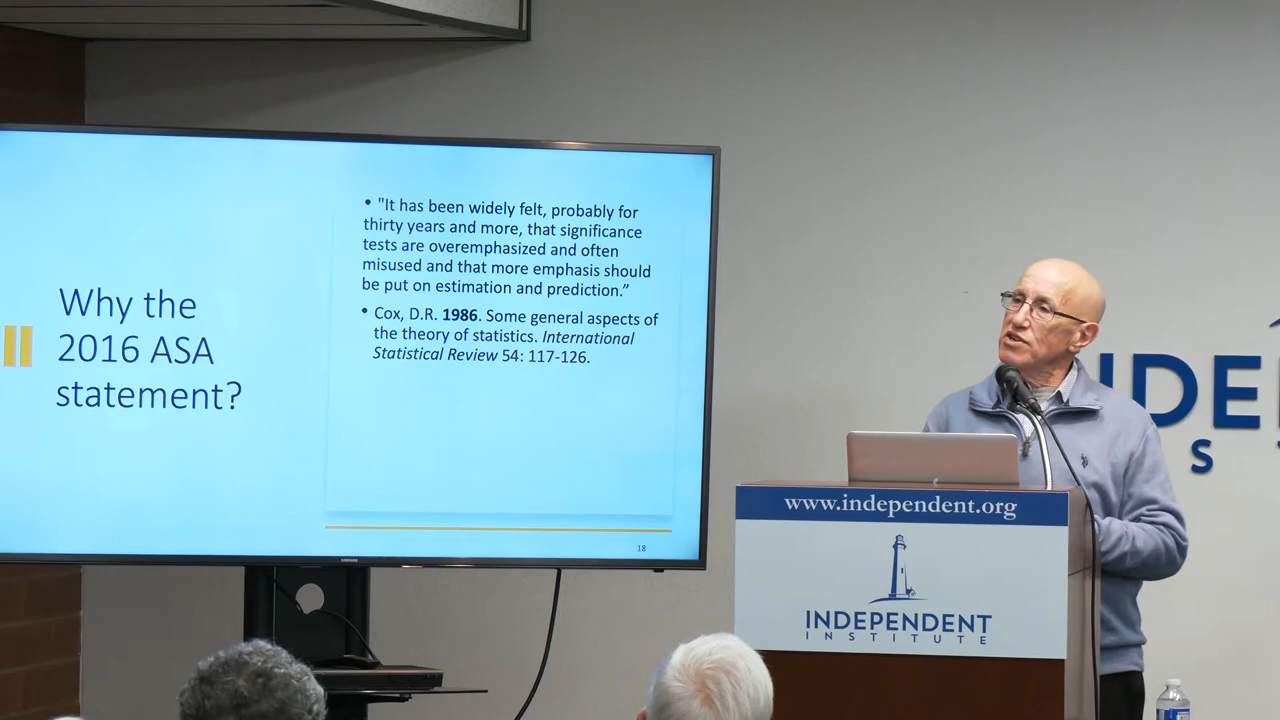 Why the
2016 ASA
statement?
• "It has been widely felt, probably for
thirty years and more, that significance
tests are overemphasized and often
misused and that more emphasis should
be put on estimation and prediction.”
• Cox, D.R. 1986. Some general aspects of
the theory of statistics. International
Statistical Review 54: 117-126.
18
SAMSUNG
www.independent.org
INDEPENDENT
INSTITUTE
INDE
S